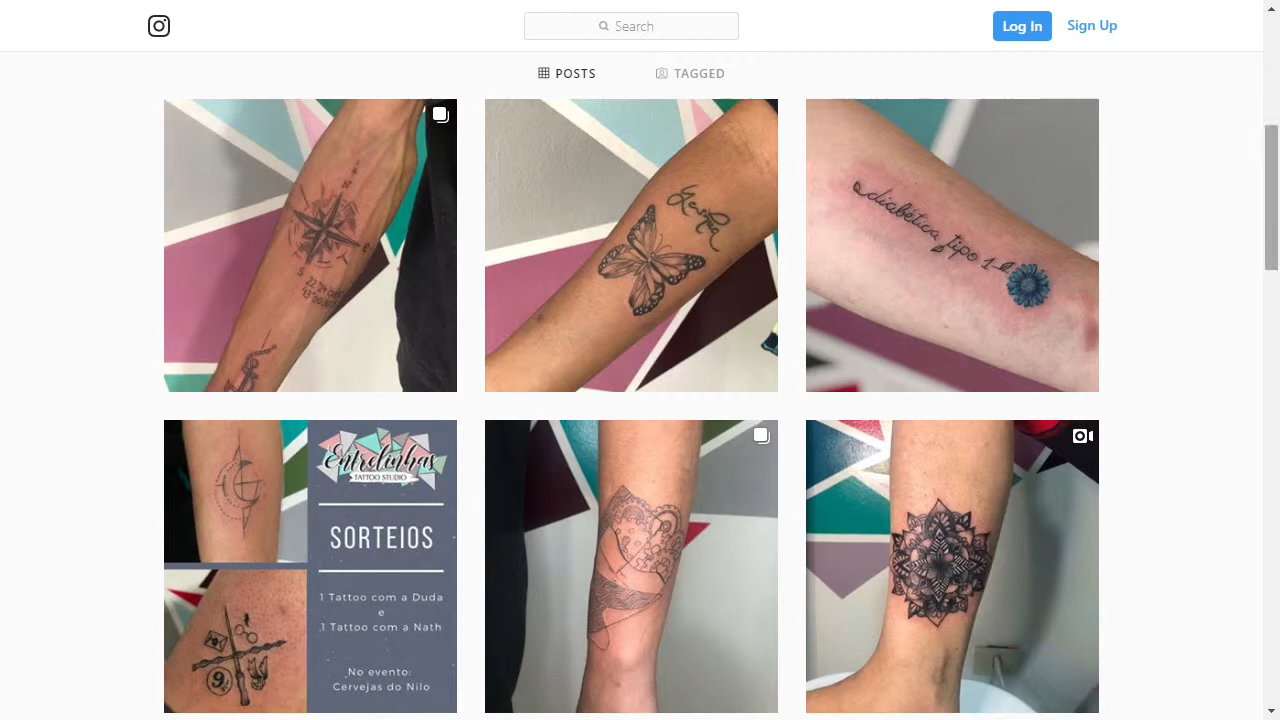 Search
Log In
Sign Up
POSTS
TAGGED
N
E
S
diabética tipo 1
Entrelinhas
TATTOO STUDIO
SORTEIOS
1 Tattoo com a Duda
e
1 Tattoo com a Nath
No evento:
Cervejas do Nilo
9